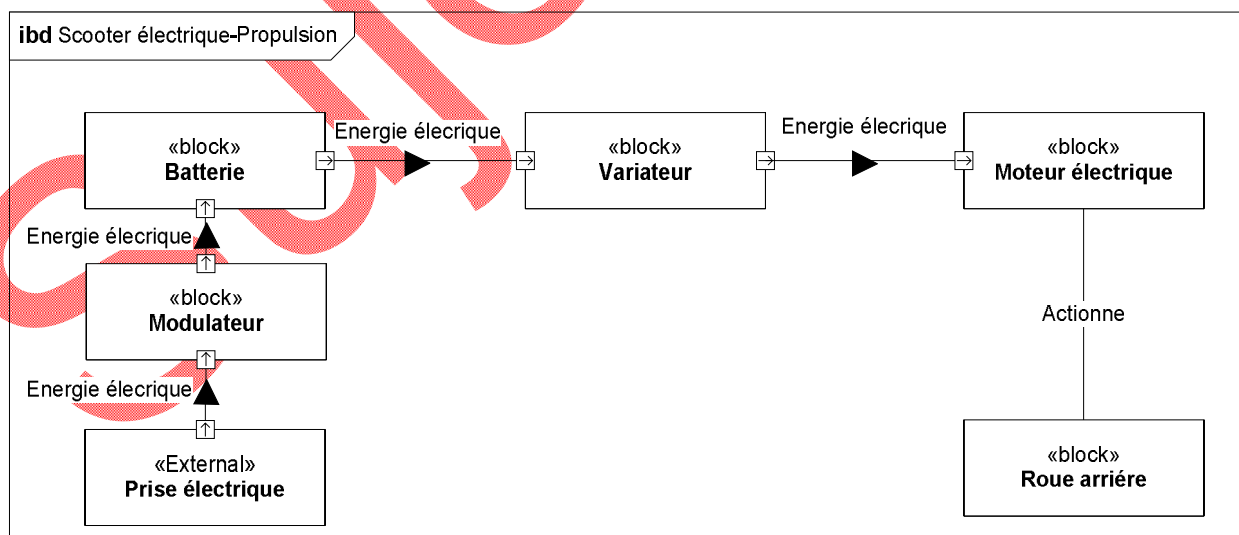 ibd Scooter électrique-Propulsion
«block»
Batterie
Energie élecrique
«block»
Variateur
Energie élecrique
«block»
Moteur électrique
Energie élecrique
«block»
Modulateur
Actionne
Energie élecrique
«External»
Prise électrique
«block»
Roue arriére